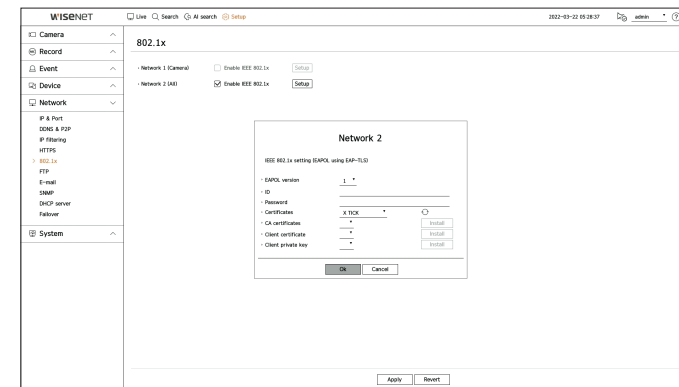 WISENET
Live Search AI search Setup 2022-03-22 05:28:37 admin
Camera
Record
Event
Device
Network
IP & Port
DDNS & P2P
IP filtering
HTTPS
802.1x
FTP
E-mail
SNMP
DHCP server
Failover
System
802.1x
Network 1 (Camera) Enable IEEE 802.1x Setup
Network 2 (All) Enable IEEE 802.1x Setup
Network 2
IEEE 802.1x setting (EAPOL using EAP-TLS)
EAPOL version 1
ID
Password
Certificates X TICX
CA certificates Install
Client certificate Install
Client private key Install
Ok Cancel
Apply Revert